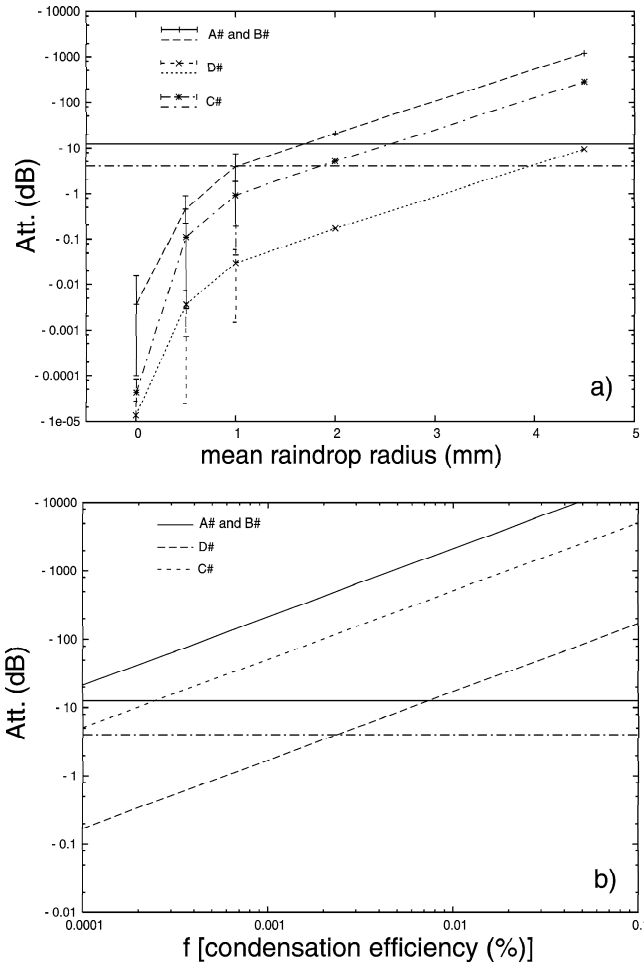 - 1000
A# and B#
D#
- 100
C#
- 10
- 1
- 0.1
- 0.01
- 0.001
- 0.0001
- 1e-05
Att. (dB)
a)
0 1 2 3 4 5
mean raindrop radius (mm)
- 10000
A# and B#
D#
C#
- 1000
- 100
- 10
- 1
- 0.1
- 0.01
Att. (dB)
b)
0.0001 0.001 0.01 0.
f [condensation efficiency (%)]